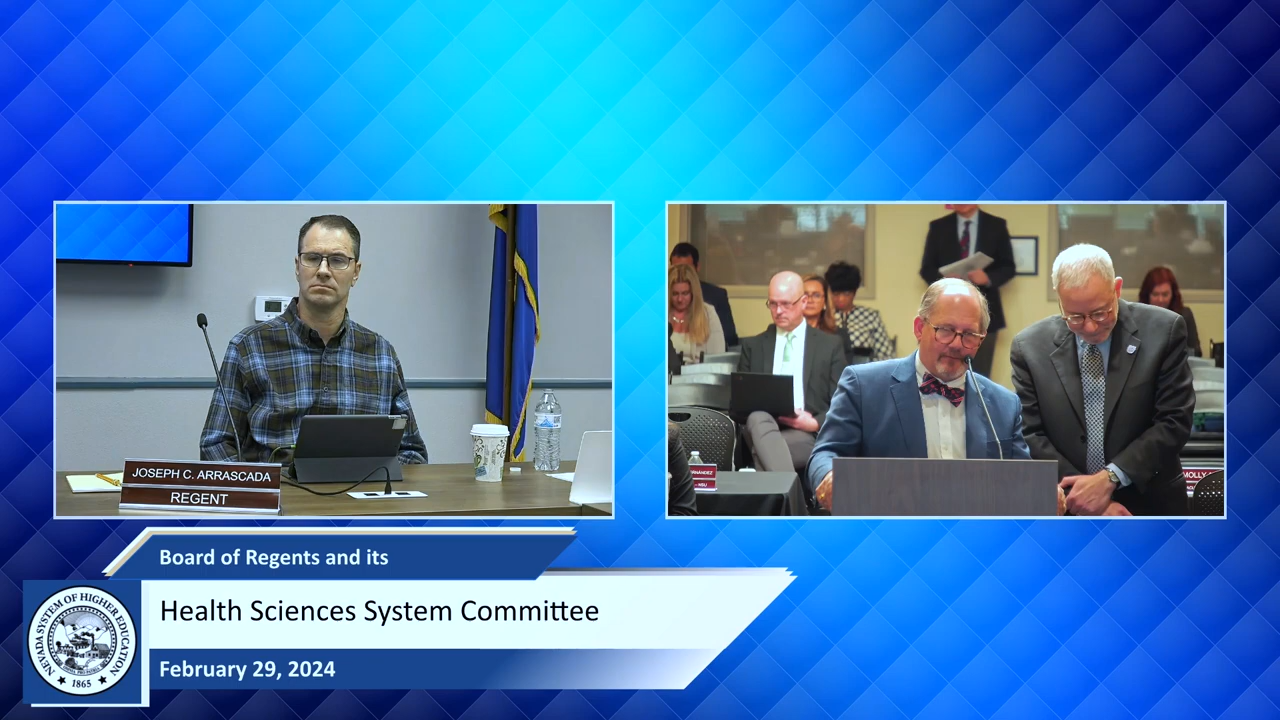 JOSEPH C. ARRASCADA
REGENT
MOLLY
Board of Regents and its
Health Sciences System Committee
NEVADA SYSTEM OF HIGHER EDUCATION
1865
February 29, 2024